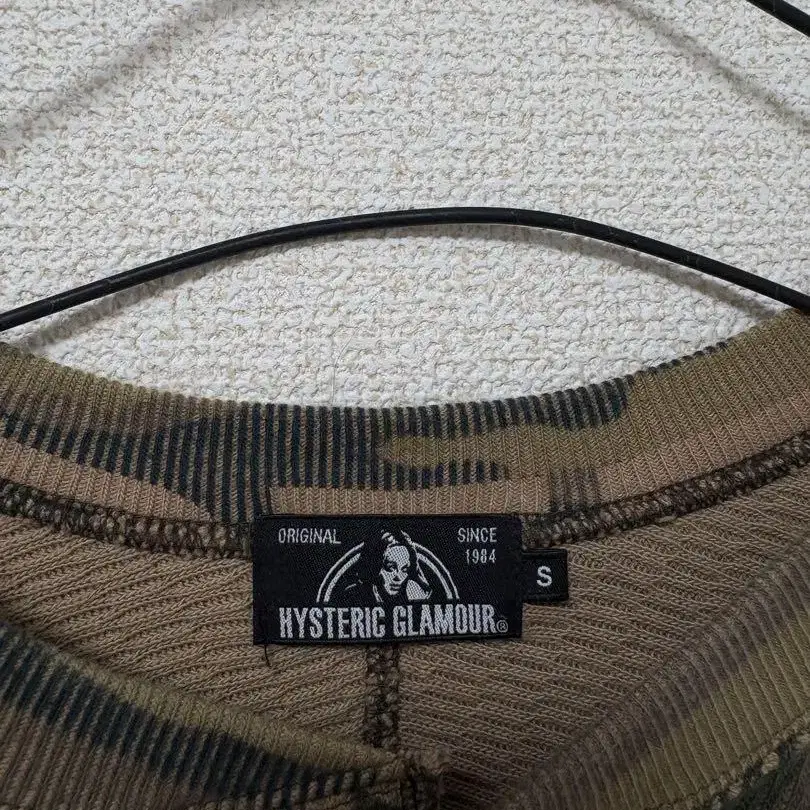 ORIGINAL
SINCE
1984
HYSTERIC GLAMOUR®
S